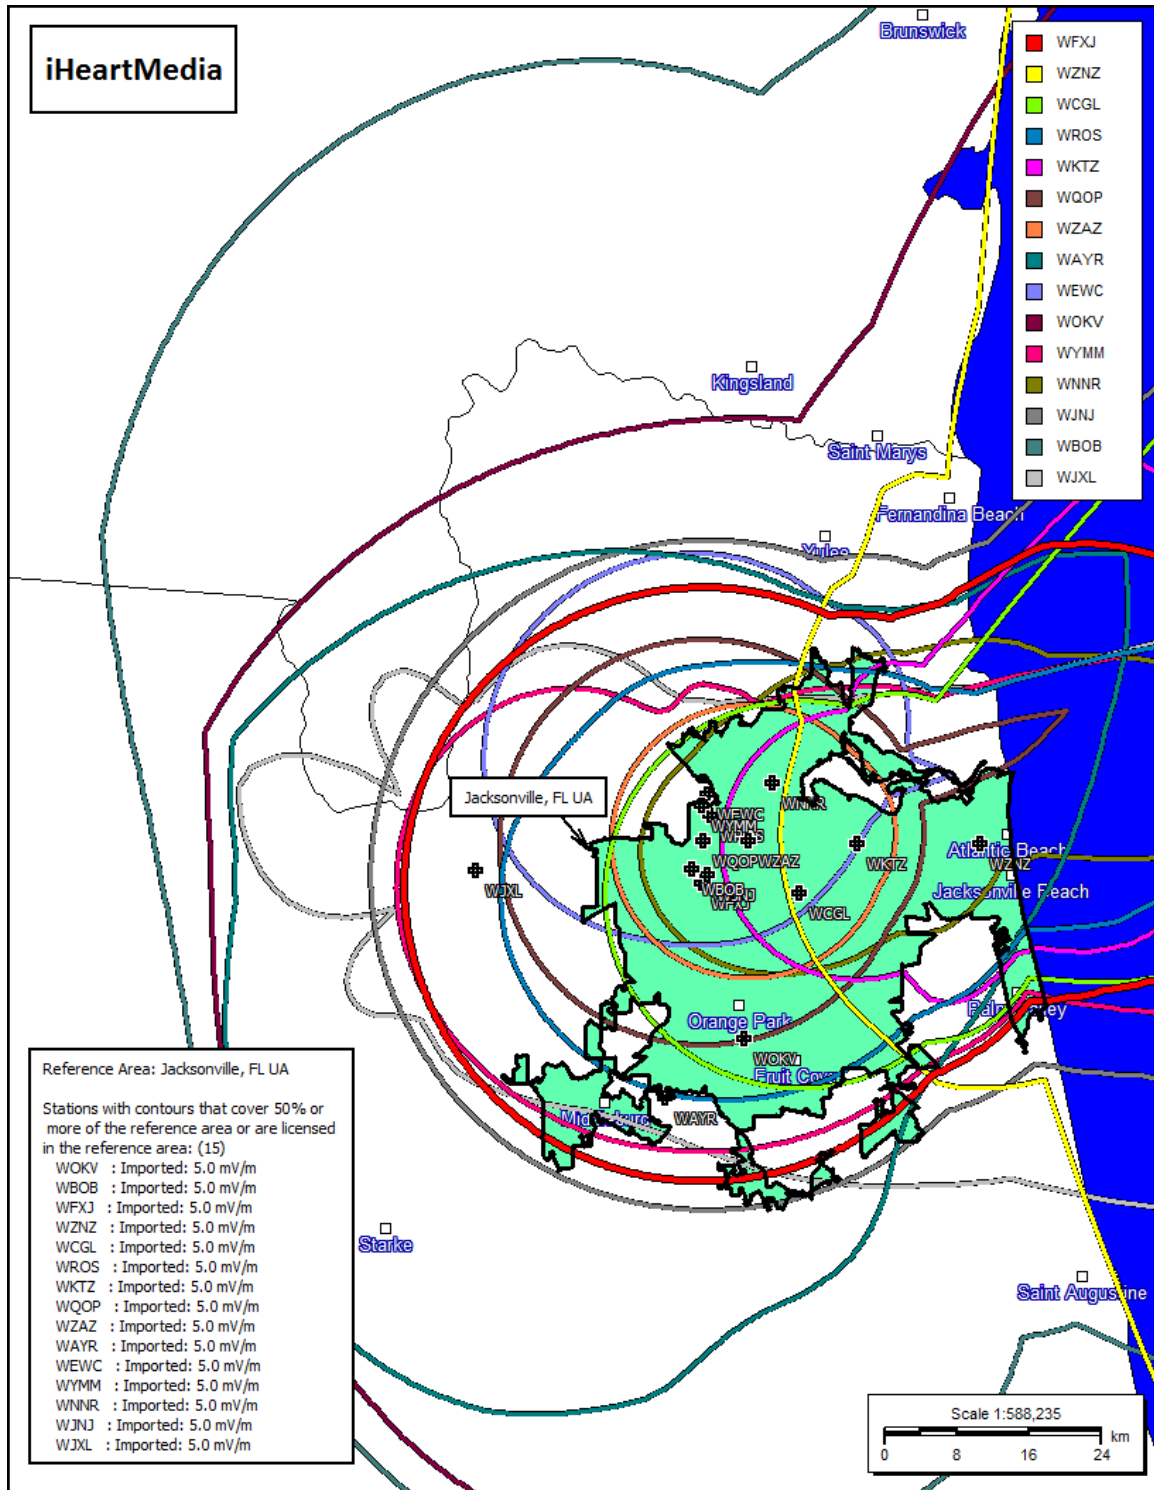 iHeartMedia
Brunswick
WFXJ
WZNZ
WCGL
WROS
WKTZ
WQOP
WZAZ
WAYR
WEWC
WOKV
WYMM
WNNR
WJNJ
WBOB
WJXL
Kingsland
Saint Marys
Fernandina Beach
Yulee
Jacksonville, FL UA
WNNR
WEWC
WYMM
WROS
WQOP
WZAZ
WKTZ
Atlantic Beach
WZNZ
WJXL
WBOB
WJNJ
WFXJ
Jacksonville Beach
WCGL
Orange Park
Palm Valley
WOKV
Fruit Cove
Middleburg
WAYR
Starke
Saint Augustine
Reference Area: Jacksonville, FL UA
Stations with contours that cover 50% or
more of the reference area or are licensed
in the reference area: (15)
WOKV : Imported: 5.0 mV/m
WBOB : Imported: 5.0 mV/m
WFXJ : Imported: 5.0 mV/m
WZNZ : Imported: 5.0 mV/m
WCGL : Imported: 5.0 mV/m
WROS : Imported: 5.0 mV/m
WKTZ : Imported: 5.0 mV/m
WQOP : Imported: 5.0 mV/m
WZAZ : Imported: 5.0 mV/m
WAYR : Imported: 5.0 mV/m
WEWC : Imported: 5.0 mV/m
WYMM : Imported: 5.0 mV/m
WNNR : Imported: 5.0 mV/m
WJNJ : Imported: 5.0 mV/m
WJXL : Imported: 5.0 mV/m
Scale 1:588,235
km
0 8 16 24